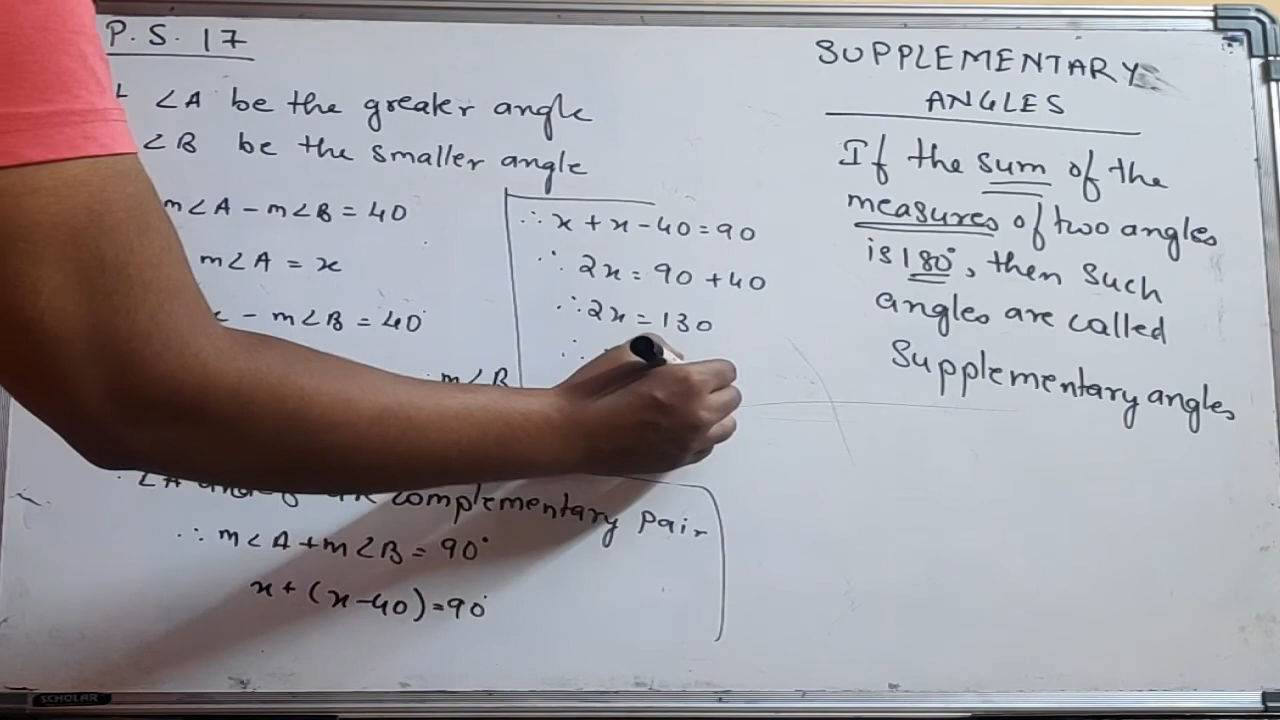 P. S. 17
∠A be the greater angle
∠B be the smaller angle
m∠A - m∠B = 40
m∠A = x
- m∠B = 40
m∠B
complementary pair
∴ m∠A + m∠B = 90°
x + (x-40) = 90°
∴ x + x - 40 = 90
∴ 2x = 90 + 40
∴ 2x = 130
∴
SUPPLEMENTARY
ANGLES
If the sum of the
measures of two angles
is 180°, then such
angles are called
Supplementary angles
SCHOLAR